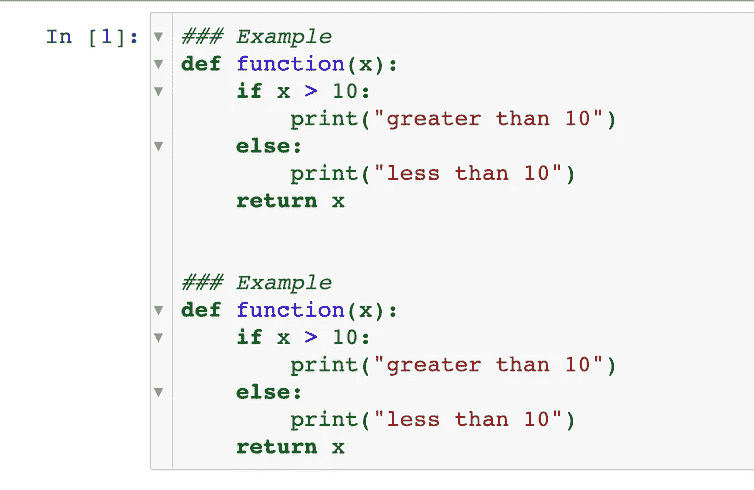 In [1]:
### Example
def function(x):
    if x > 10:
        print("greater than 10")
    else:
        print("less than 10")
    return x

### Example
def function(x):
    if x > 10:
        print("greater than 10")
    else:
        print("less than 10")
    return x